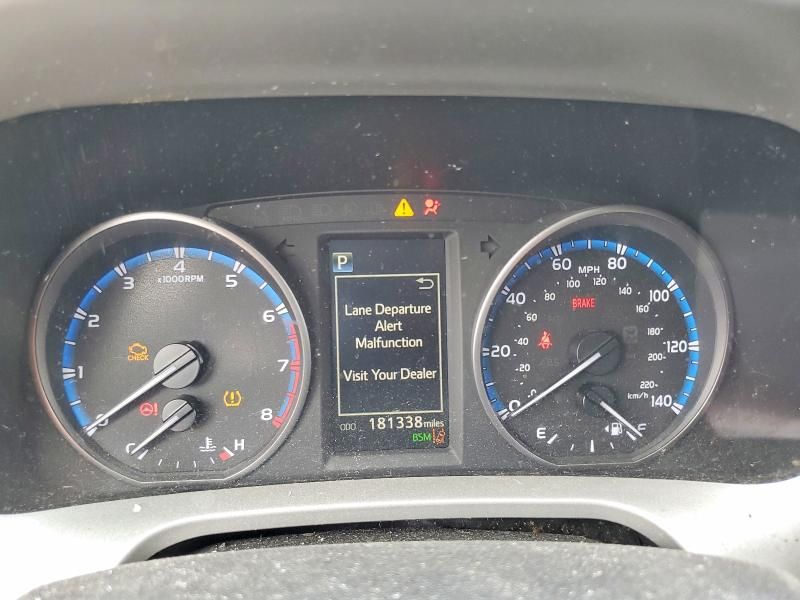 P
Lane Departure
Alert
Malfunction
Visit Your Dealer
ODO 181338 miles
BSM
x1000RPM
0 1 2 3 4 5 6 7 8
CHECK
C H
MPH
0 20 40 60 80 100 120 140
0 20 40 60 80 100 120 140 160 180 200 220
km/h
BRAKE
ABS
E F